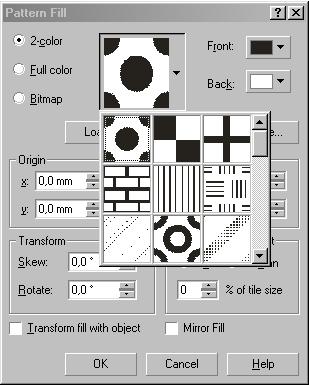 Pattern Fill
2-color
Front:
Full color
Back:
Bitmap
Origin
x: 0,0 mm
y: 0,0 mm
Transform
Skew: 0,0 °
Rotate: 0,0 °
0 % of tile size
Transform fill with object
Mirror Fill
OK
Cancel
Help